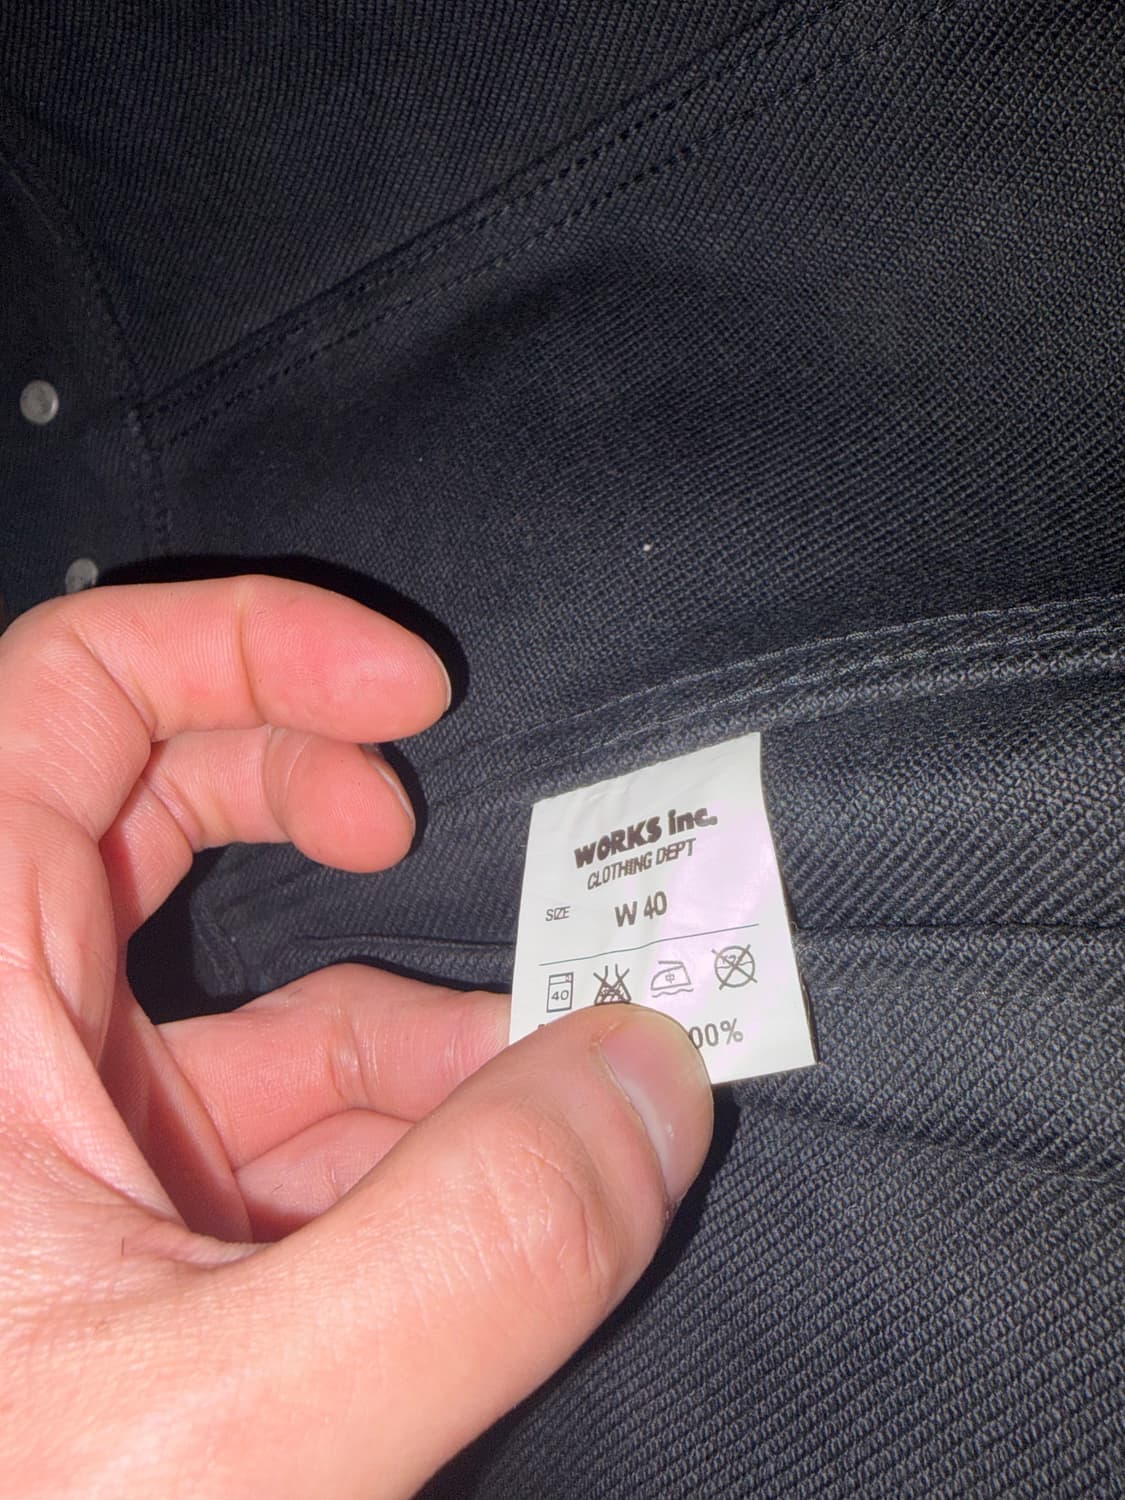 WORKS inc.
CLOTHING DEPT
SIZE W 40
40
00%